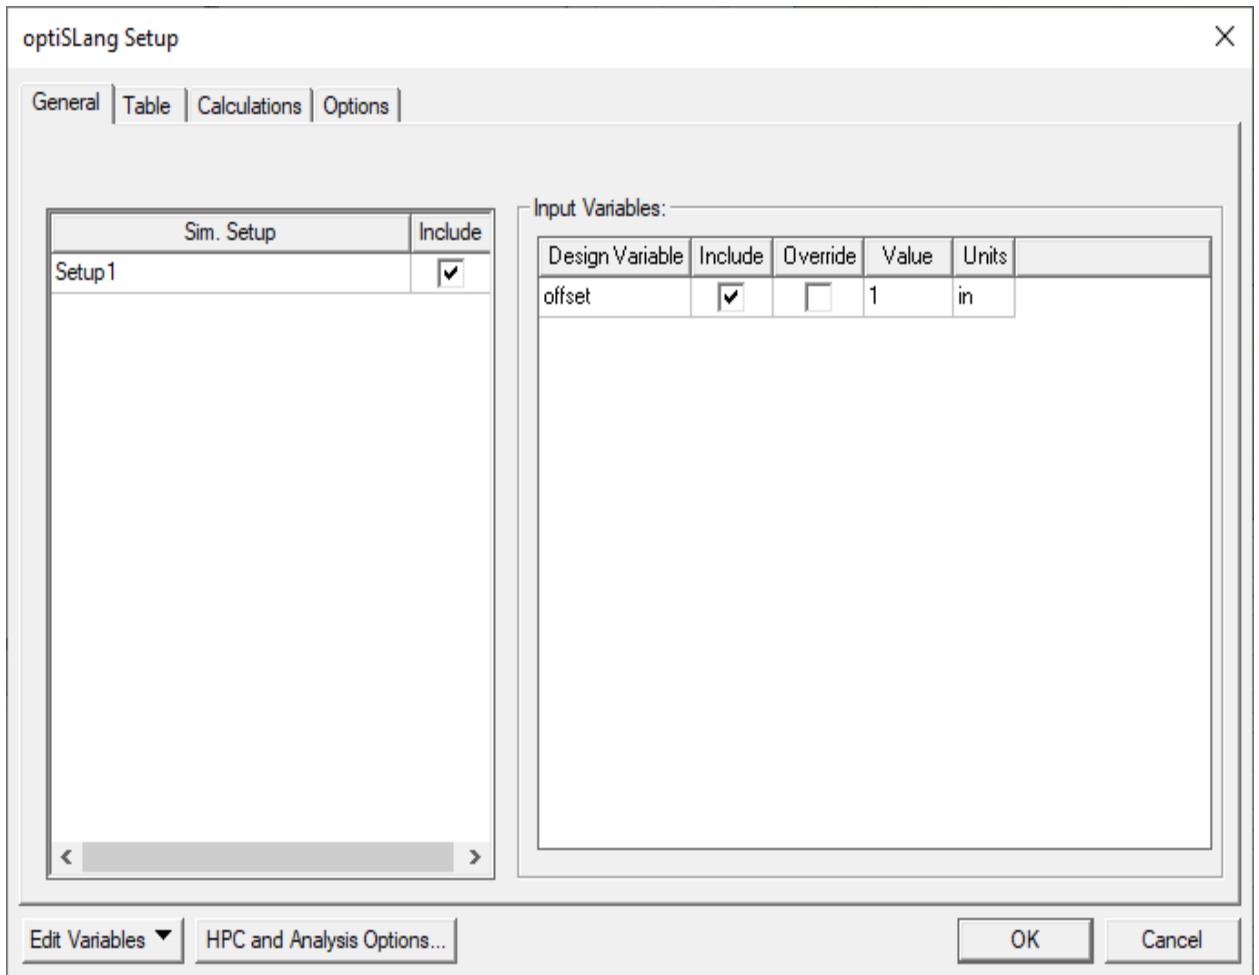 optiSLang Setup
General Table Calculations Options
Sim. Setup Include
Setup1
Input Variables:
Design Variable Include Override Value Units
offset 1 in
Edit Variables HPC and Analysis Options... OK Cancel